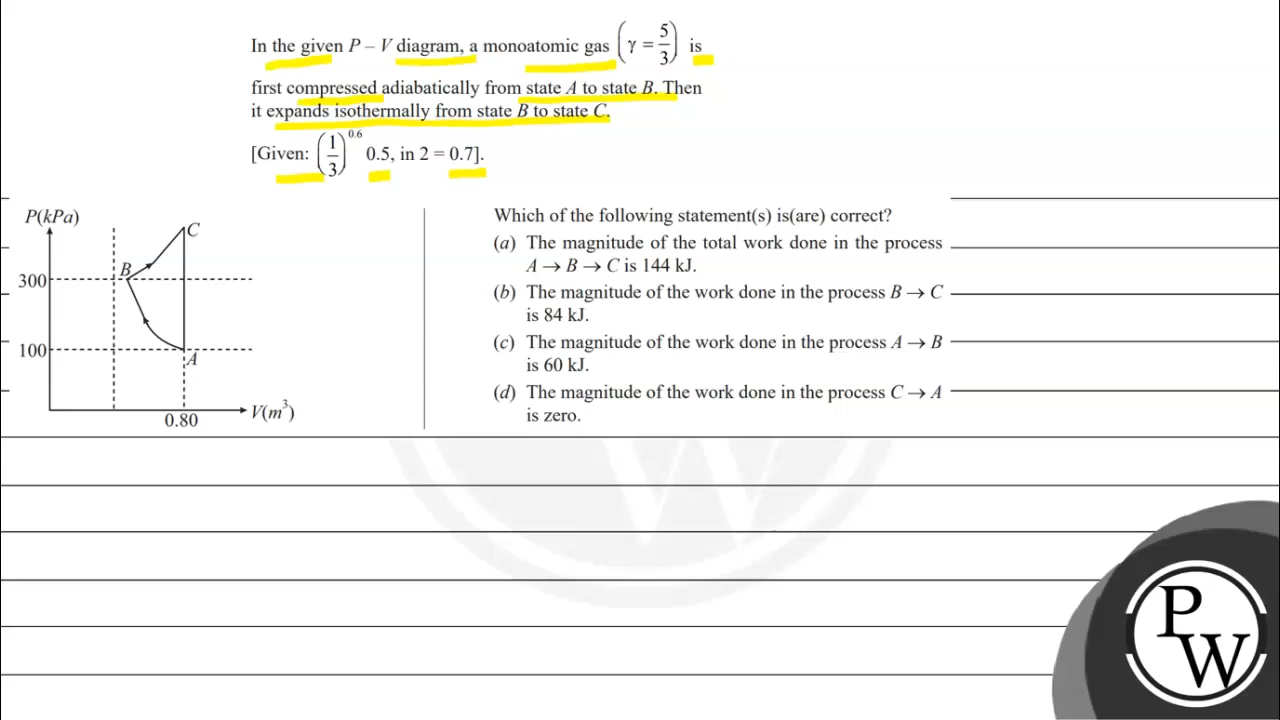 In the given P – V diagram, a monoatomic gas (γ = 5/3) is
first compressed adiabatically from state A to state B. Then
it expands isothermally from state B to state C.
[Given: (1/3)^0.6 0.5, in 2 = 0.7].
P(kPa)
C
B
300
100
A
0.80
V(m³)
Which of the following statement(s) is(are) correct?
(a) The magnitude of the total work done in the process
A → B → C is 144 kJ.
(b) The magnitude of the work done in the process B → C
is 84 kJ.
(c) The magnitude of the work done in the process A → B
is 60 kJ.
(d) The magnitude of the work done in the process C → A
is zero.
P
W